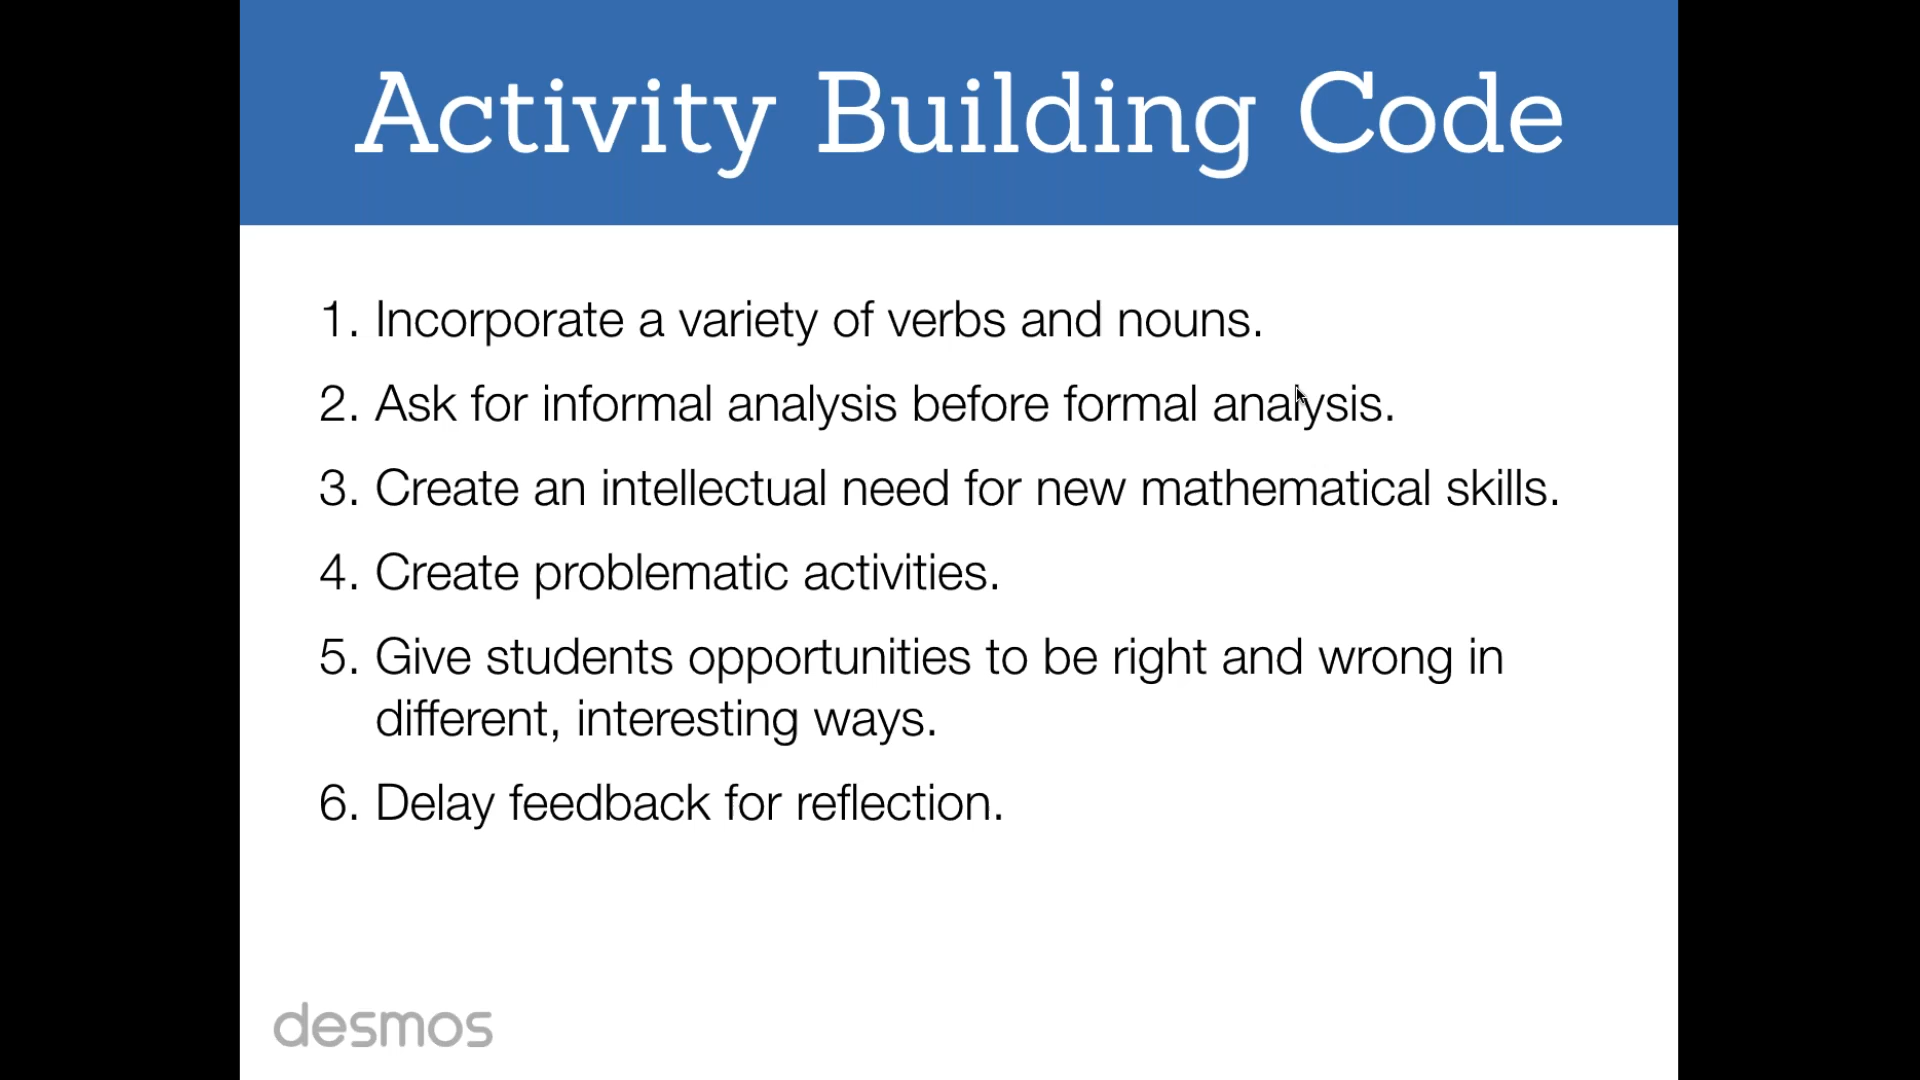 Activity Building Code
1. Incorporate a variety of verbs and nouns.
2. Ask for informal analysis before formal analysis.
3. Create an intellectual need for new mathematical skills.
4. Create problematic activities.
5. Give students opportunities to be right and wrong in
different, interesting ways.
6. Delay feedback for reflection.
desmos